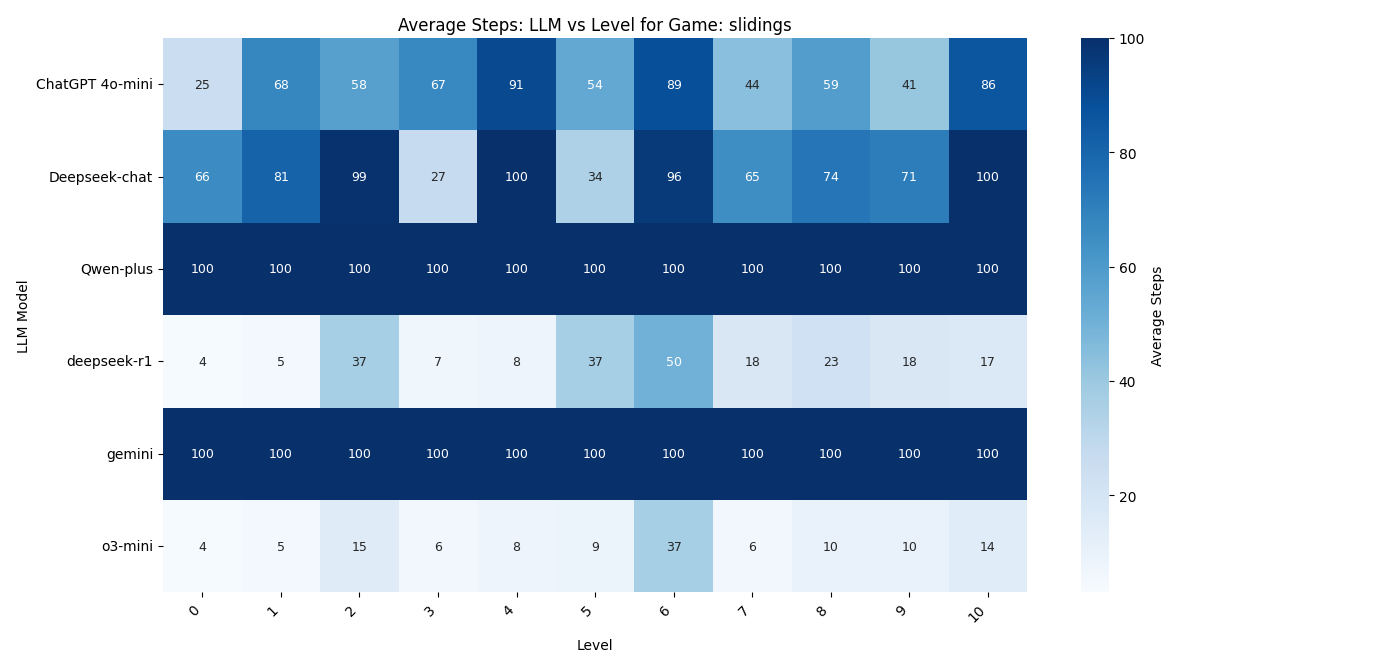 Average Steps: LLM vs Level for Game: slidings
ChatGPT 4o-mini 25 68 58 67 91 54 89 44 59 41 86
Deepseek-chat 66 81 99 27 100 34 96 65 74 71 100
Qwen-plus 100 100 100 100 100 100 100 100 100 100 100
deepseek-r1 4 5 37 7 8 37 50 18 23 18 17
gemini 100 100 100 100 100 100 100 100 100 100 100
o3-mini 4 5 15 6 8 9 37 6 10 10 14
0 1 2 3 4 5 6 7 8 9 10
Level
LLM Model
100
80
60
40
20
Average Steps